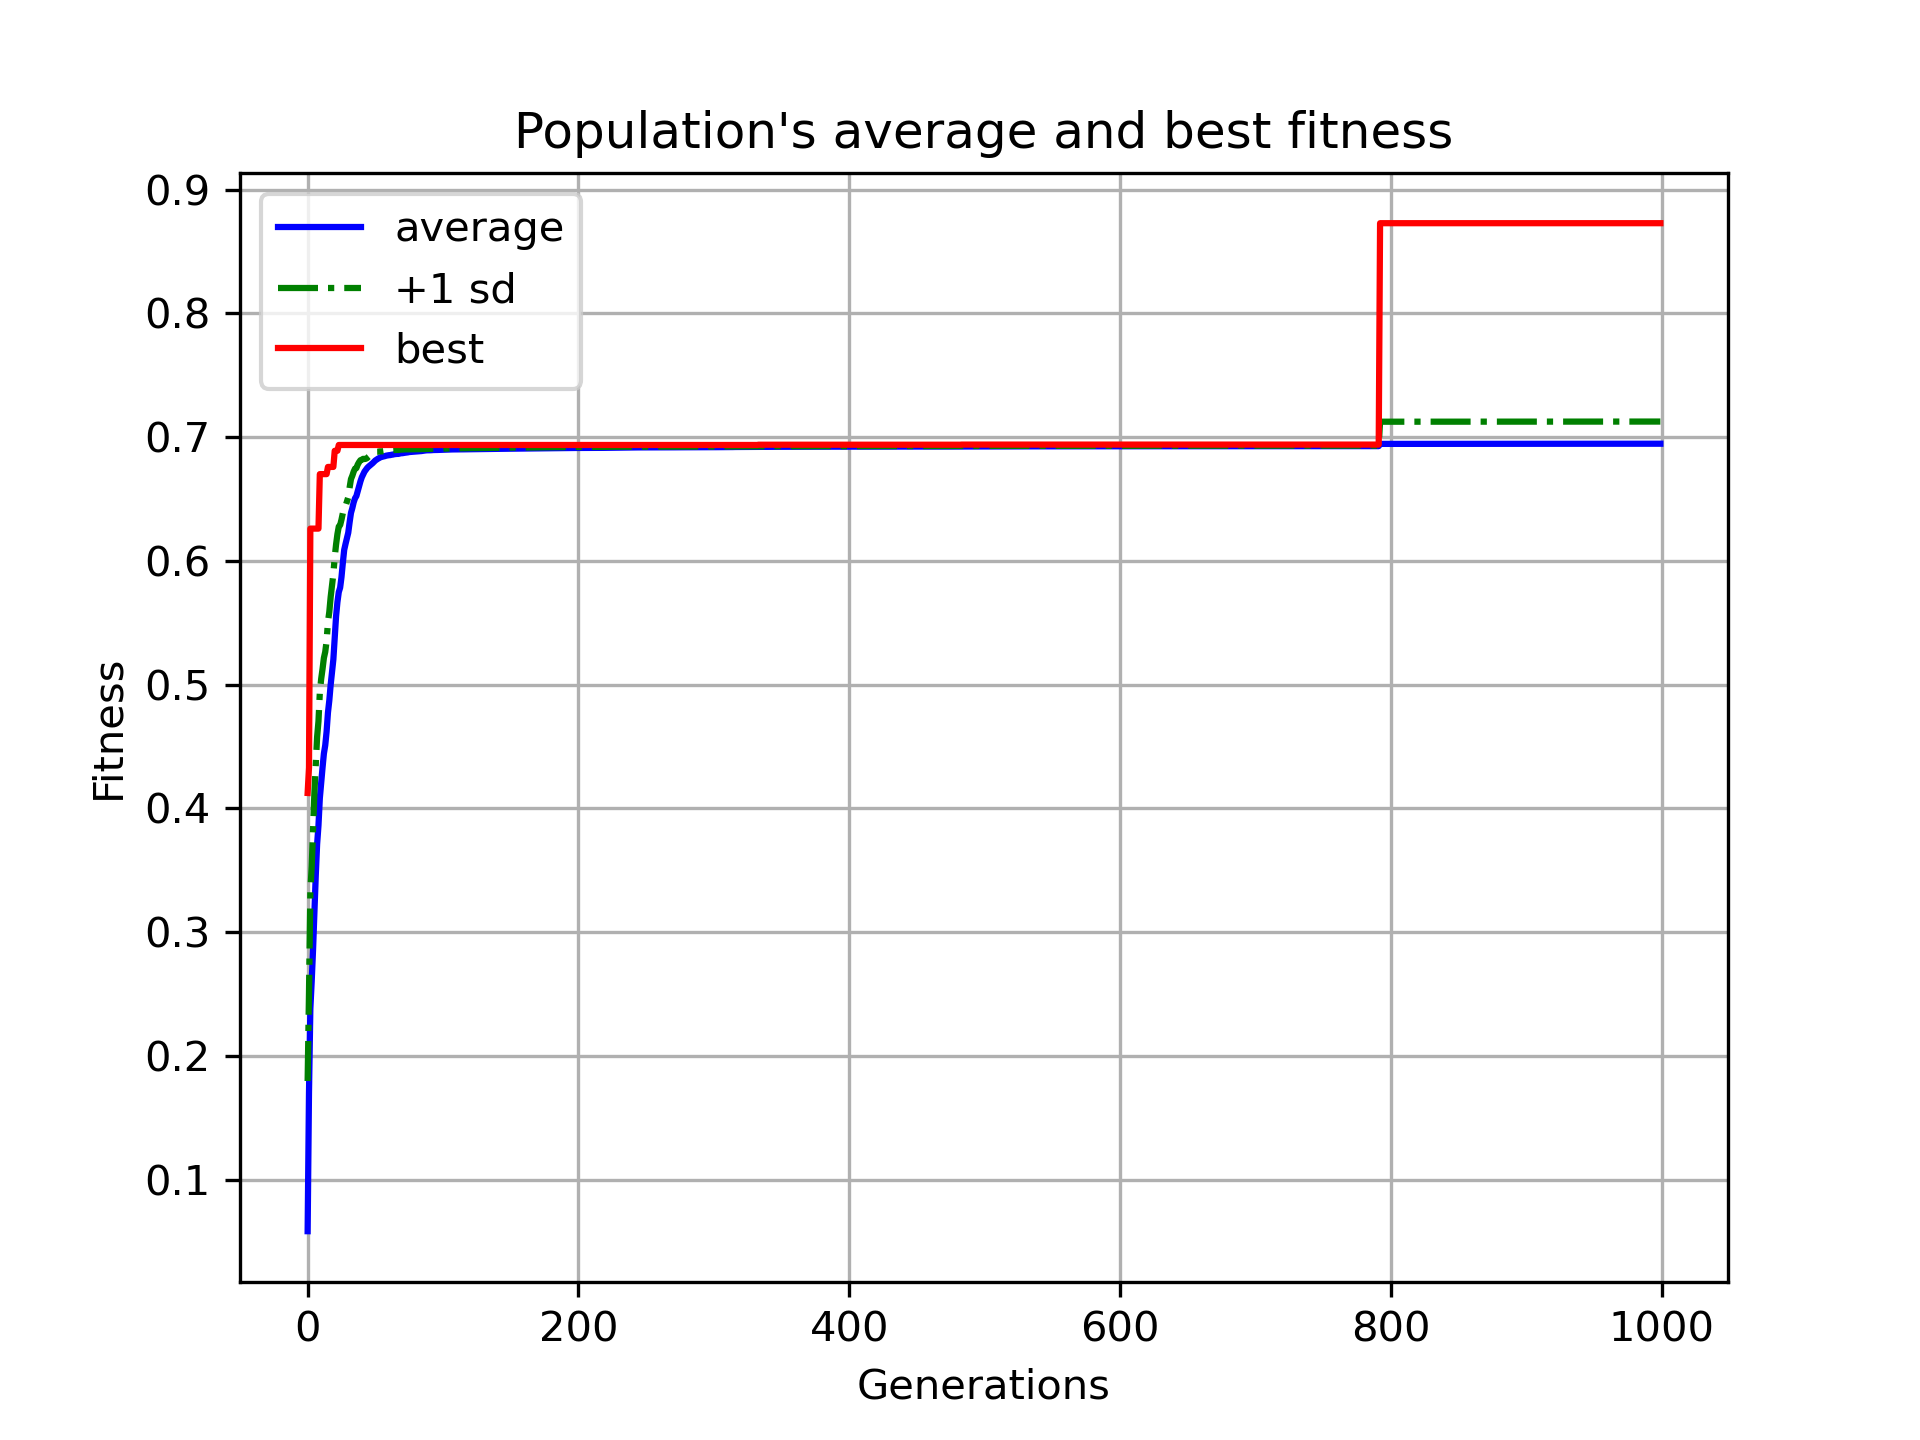 Population's average and best fitness
average
+1 sd
best
Fitness
0.9
0.8
0.7
0.6
0.5
0.4
0.3
0.2
0.1
0 200 400 600 800 1000
Generations